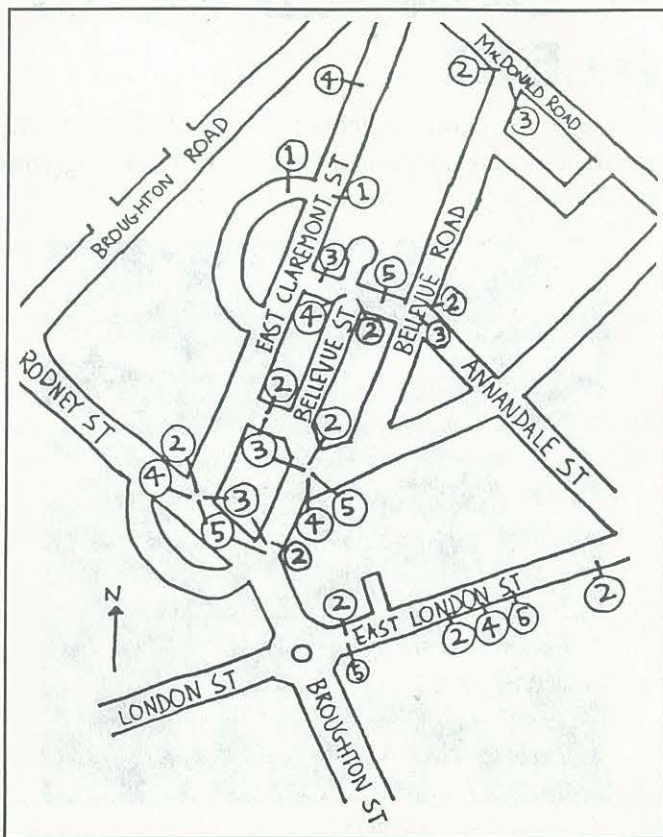 McDONALD ROAD
2
3
4
BROUGHTON ROAD
1
1
EAST CLAREMONT ST
3
5
BELLEVUE ROAD
2
4
2
3
BELLEVUE ST
ANNANDALE ST
RODNEY ST
2
2
2
3
4
3
5
4
5
2
N
2
EAST LONDON ST
2
4
5
2
5
LONDON ST
BROUGHTON ST